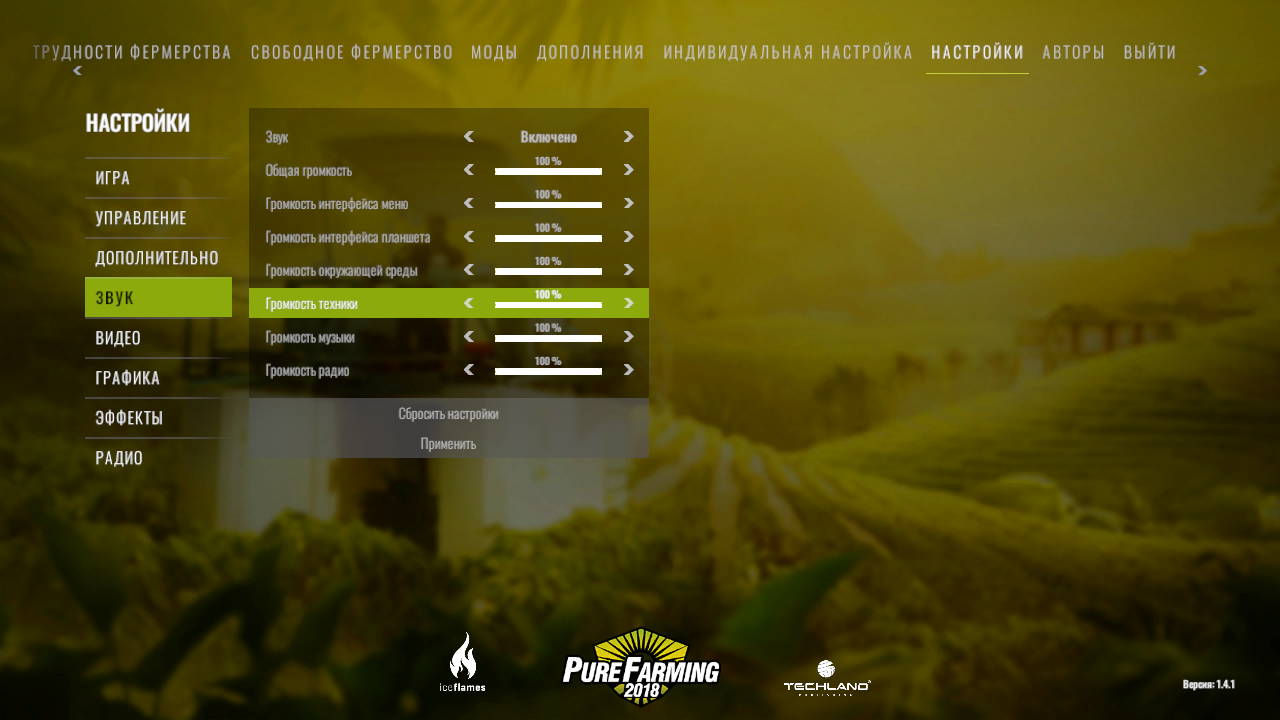 ТРУДНОСТИ ФЕРМЕРСТВА СВОБОДНОЕ ФЕРМЕРСТВО МОДЫ ДОПОЛНЕНИЯ ИНДИВИДУАЛЬНАЯ НАСТРОЙКА НАСТРОЙКИ АВТОРЫ ВЫЙТИ
НАСТРОЙКИ
ИГРА
УПРАВЛЕНИЕ
ДОПОЛНИТЕЛЬНО
ЗВУК
ВИДЕО
ГРАФИКА
ЭФФЕКТЫ
РАДИО
Звук Включено
Общая громкость 100 %
Громкость интерфейса меню 100 %
Громкость интерфейса планшета 100 %
Громкость окружающей среды 100 %
Громкость техники 100 %
Громкость музыки 100 %
Громкость радио 100 %
Сбросить настройки
Применить
iceflames
PURE FARMING
2018
TECHLAND
PUBLISHING
Версия: 1.4.1